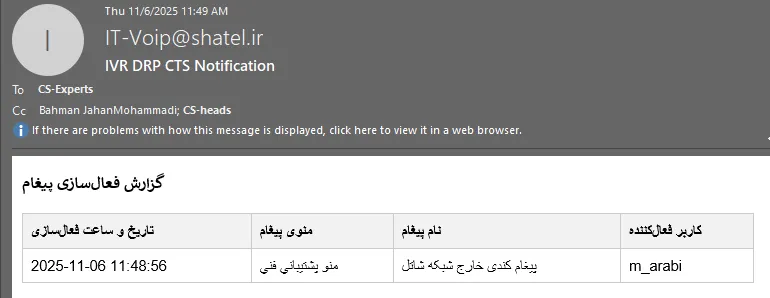 Thu 11/6/2025 11:49 AM
I
IT-Voip@shatel.ir
IVR DRP CTS Notification
To CS-Experts
Cc Bahman JahanMohammadi; CS-heads
If there are problems with how this message is displayed, click here to view it in a web browser.
گزارش فعال‌سازی پیغام
تاریخ و ساعت فعال‌سازی منوی پیغام نام پیغام کاربر فعال‌کننده
2025-11-06 11:48:56 منو پشتيباني فني پیغام کندی خارج شبکه شاتل m_arabi